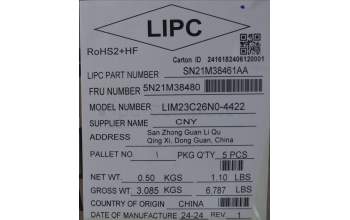 LIPC
RoHS2+HF
Carton ID 2416182406120001
LIPC PART NUMBER SN21M38461AA
FRU NUMBER 5N21M38480
MODEL NUMBER LIM23C26N0-4422
SUPPLIER NAME CNY
ADDRESS San Zhong Guan Li Qu
Qing Xi, Dong Guan, China
PALLET NO 1 PKG Q'TY 5 PCS
NET WT. 0.50 KGS 1.10 LBS
GROSS WT. 3.085 KGS 6.787 LBS
COUNTRY OF ORIGIN CHINA
DATE OF MANUFACTURE 24-24 REV 1